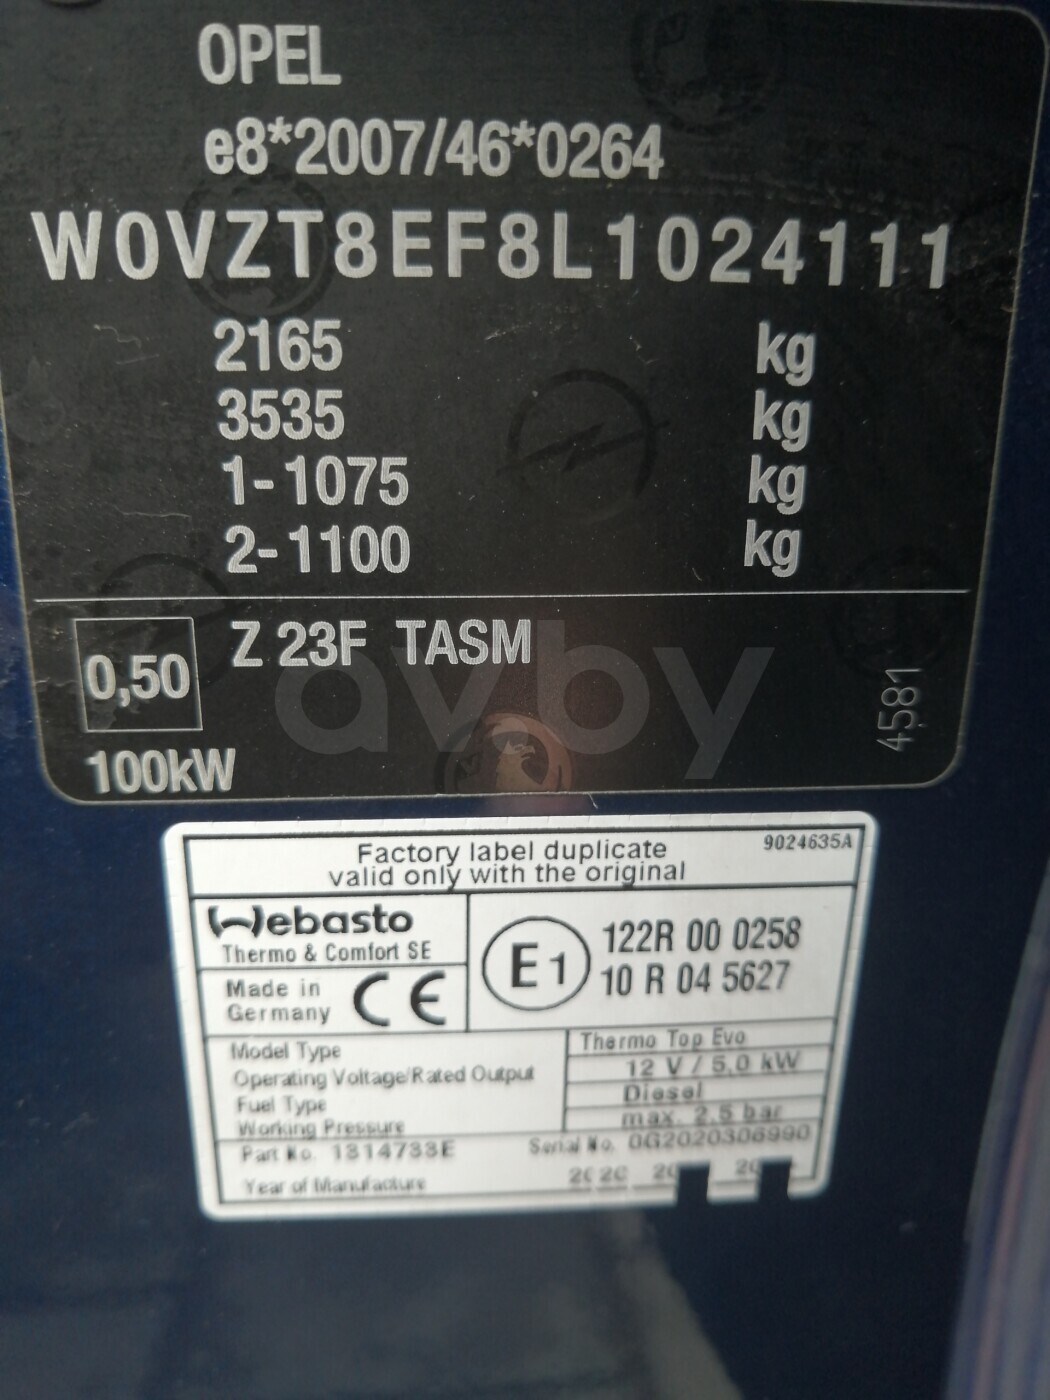 OPEL
e8*2007/46*0264
W0VZT8EF8L1024111
2165 kg
3535 kg
1-1075 kg
2-1100 kg
0,50 Z 23F TASM
4581
100kW
avby
Factory label duplicate
valid only with the original
9024635A
Webasto
Thermo & Comfort SE
Made in
Germany
CE
E1
122R 00 0258
10 R 04 5627
Model Type Thermo Top Evo
Operating Voltage/Rated Output 12 V / 5,0 kW
Fuel Type Diesel
Working Pressure max. 2,5 bar
Part No. 1314733E Serial No. 0G2020306990
Year of Manufacture